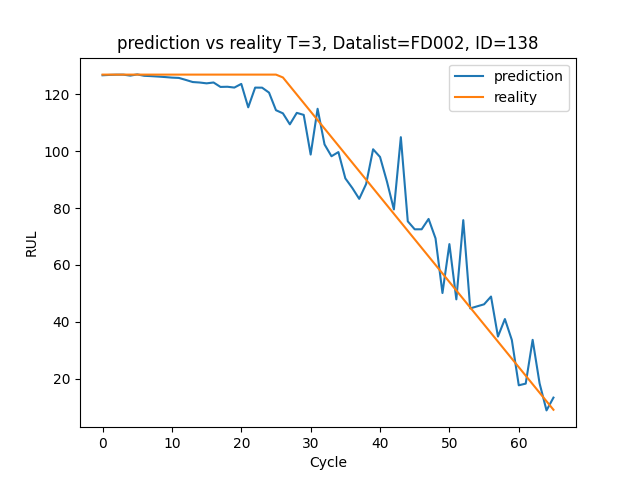 prediction vs reality T=3, Datalist=FD002, ID=138
prediction
reality
120
100
80
60
40
20
RUL
0 10 20 30 40 50 60
Cycle